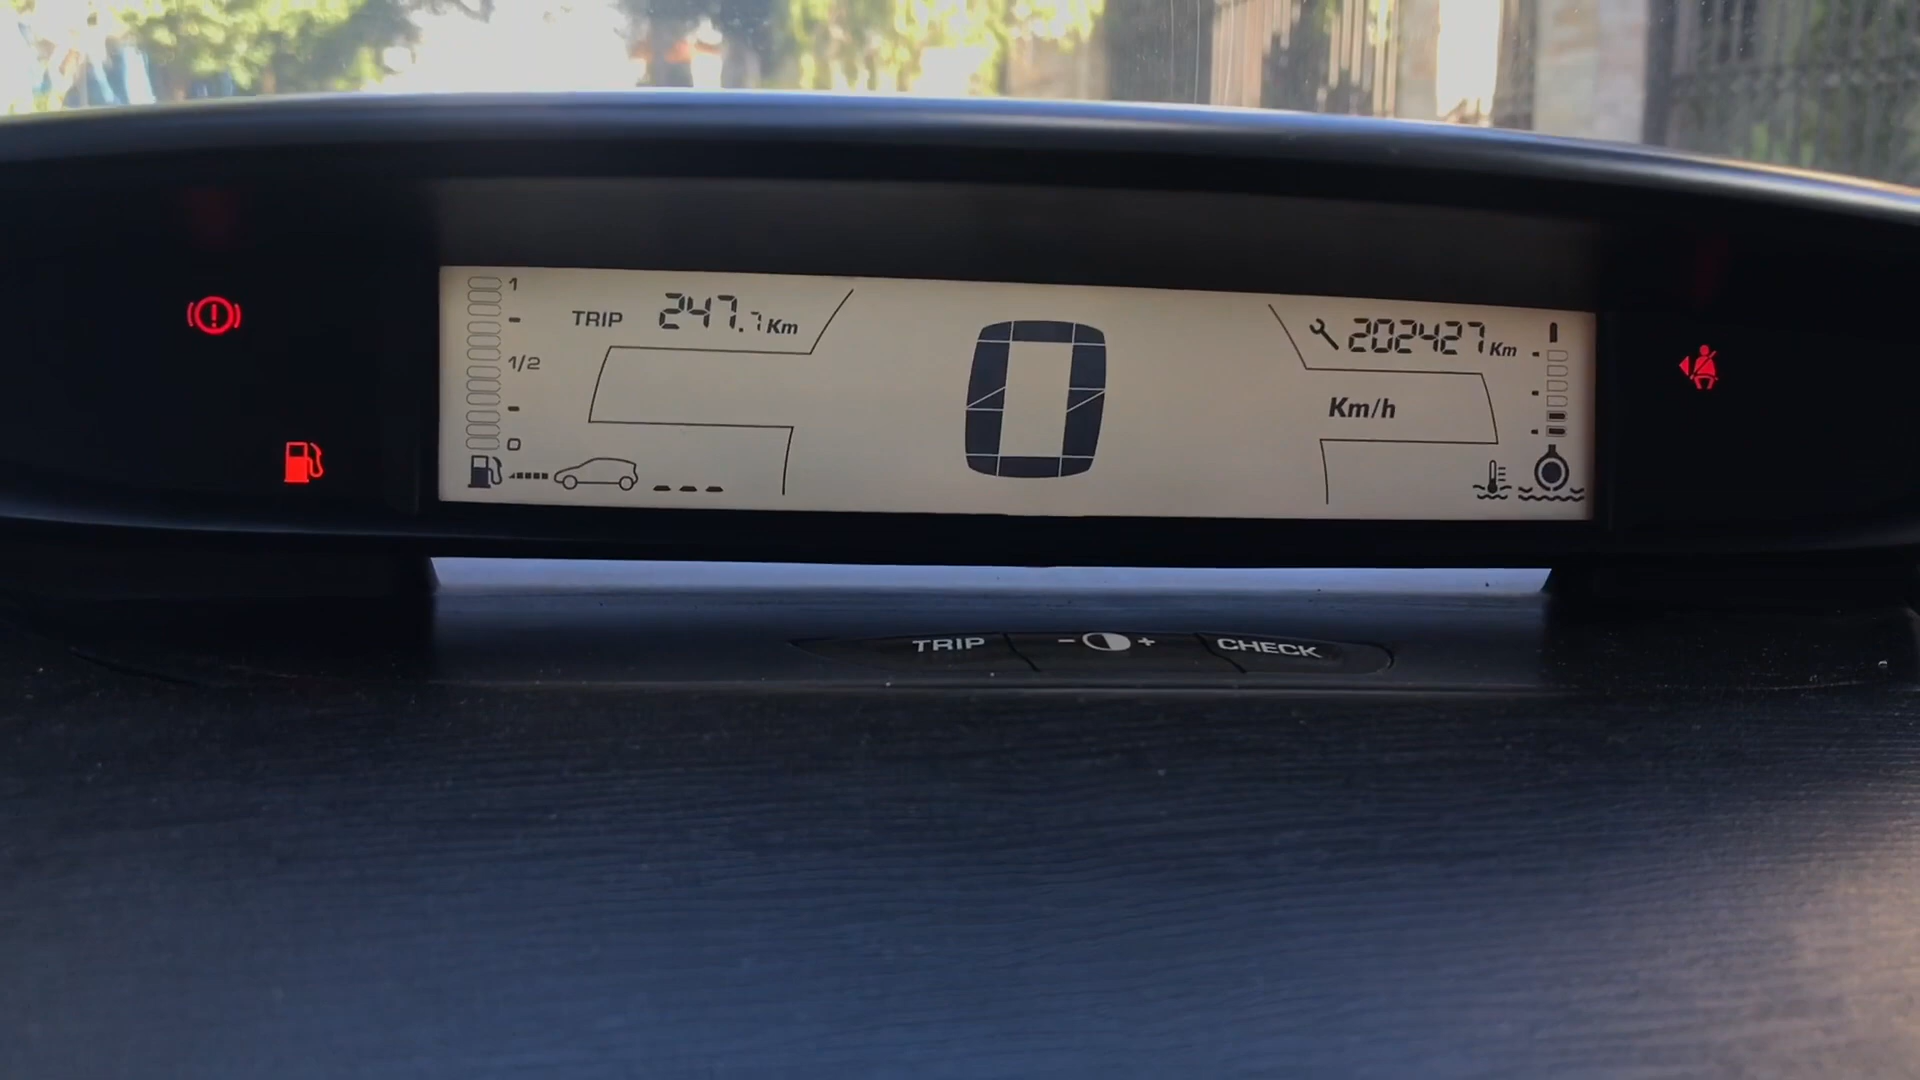 1
TRIP 247.7 Km
1/2
0
---
0
202427 Km
Km/h
TRIP - + CHECK